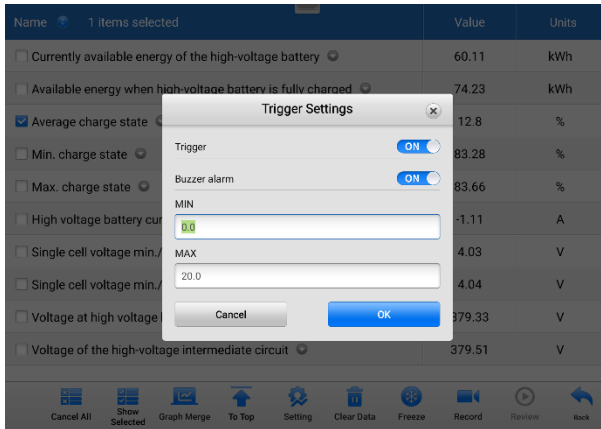 Name 1 items selected Value Units
Currently available energy of the high-voltage battery 60.11 kWh
Available energy when high-voltage battery is fully charged 74.23 kWh
Average charge state 12.8 %
Trigger Settings
Trigger ON
Min. charge state 83.28 %
Buzzer alarm ON
Max. charge state 83.66 %
MIN
High voltage battery cur -1.11 A
0.0
Single cell voltage min./ 4.03 V
MAX
20.0
Single cell voltage min./ 4.04 V
Cancel OK
Voltage at high voltage 379.33 V
Voltage of the high-voltage intermediate circuit 379.51 V
Cancel All Show Selected Graph Merge To Top Setting Clear Data Freeze Record Review Back